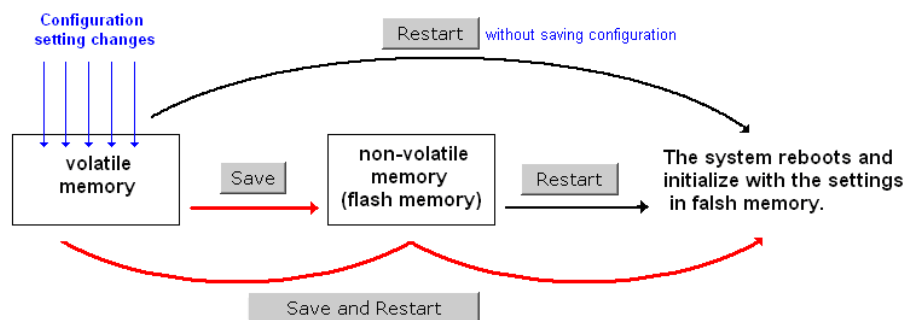 Configuration
setting changes
Restart without saving configuration
volatile
memory
Save
non-volatile
memory
(flash memory)
Restart
The system reboots and
initialize with the settings
in falsh memory.
Save and Restart